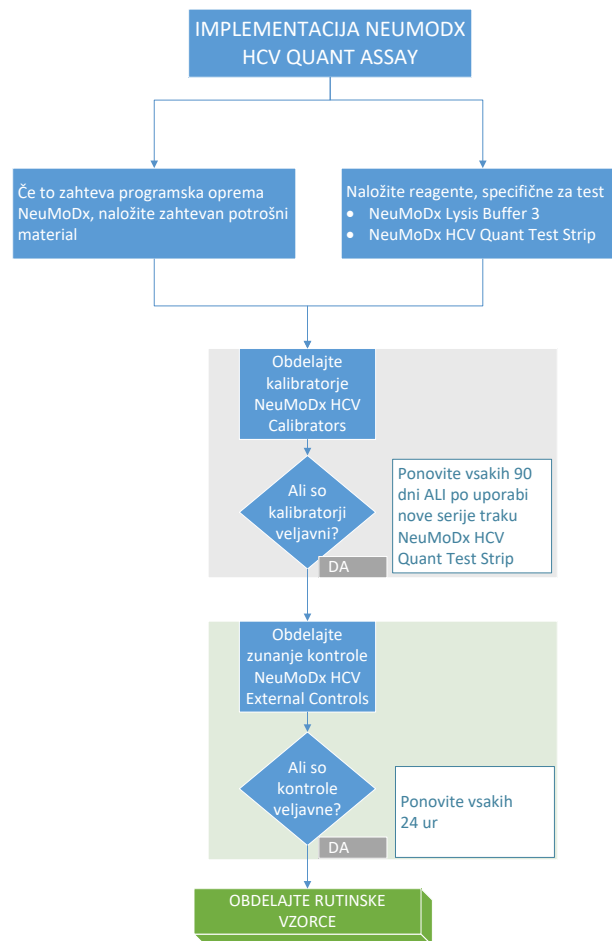 IMPLEMENTACIJA NEUMODX
HCV QUANT ASSAY
Če to zahteva programska oprema
NeuMoDx, naložite zahtevan potrošni
material
Naložite reagente, specifične za test
• NeuMoDx Lysis Buffer 3
• NeuMoDx HCV Quant Test Strip
Obdelajte
kalibratorje
NeuMoDx HCV
Calibrators
Ali so
kalibratorji
veljavni?
DA
Ponovite vsakih 90
dni ALI po uporabi
nove serije traku
NeuMoDx HCV
Quant Test Strip
Obdelajte
zunanje kontrole
NeuMoDx HCV
External Controls
Ali so
kontrole
veljavne?
DA
Ponovite vsakih
24 ur
OBDELAJTE RUTINSKE
VZORCE